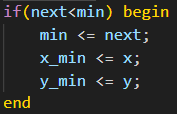 if(next<min) begin
    min <= next;
    x_min <= x;
    y_min <= y;
end